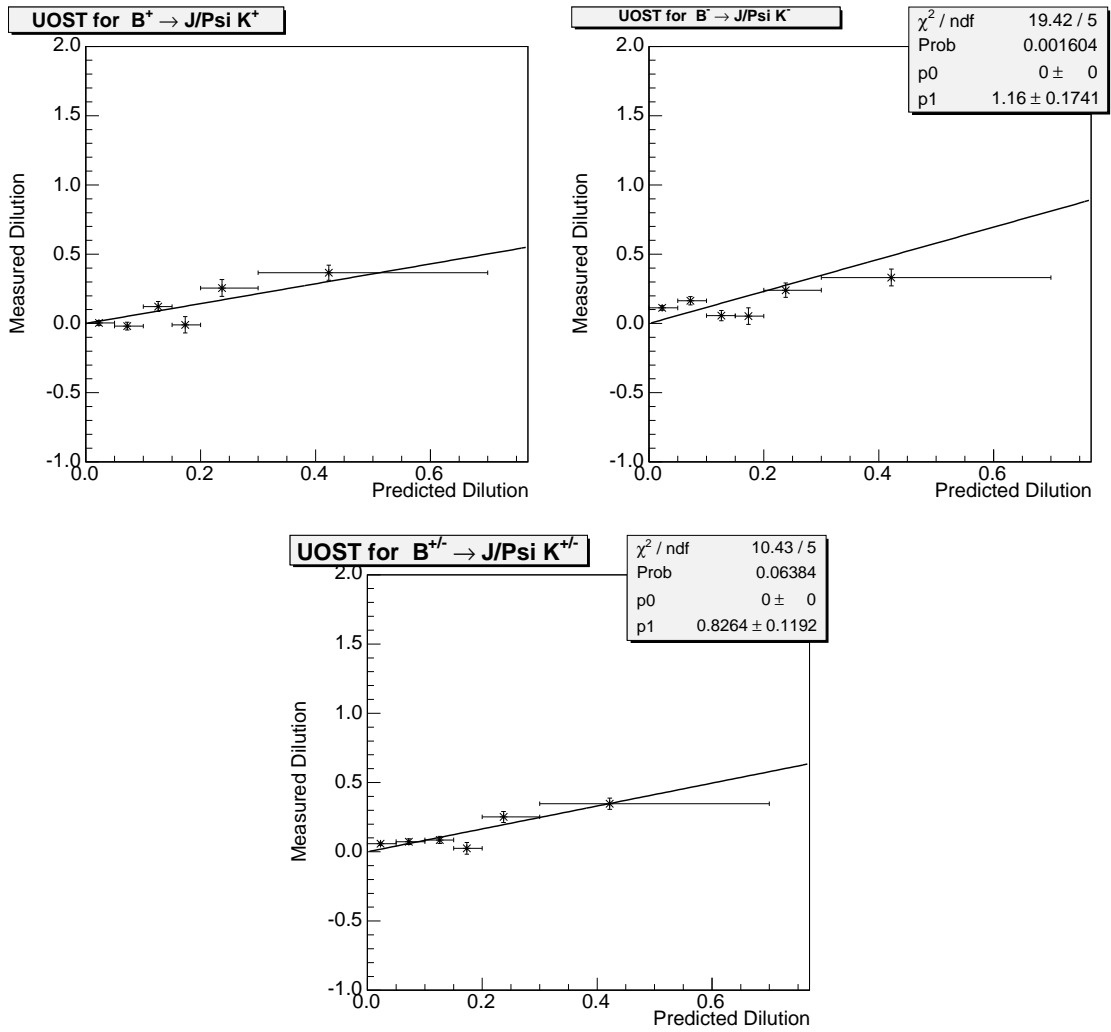 UOST for B⁺ → J/Psi K⁺
Measured Dilution
2.0
1.5
1.0
0.5
0.0
-0.5
-1.0
0.0 0.2 0.4 0.6
Predicted Dilution
UOST for B⁻ → J/Psi K⁻
χ² / ndf 19.42 / 5
Prob 0.001604
p0 0 ± 0
p1 1.16 ± 0.1741
Measured Dilution
2.0
1.5
1.0
0.5
0.0
-0.5
-1.0
0.0 0.2 0.4 0.6
Predicted Dilution
UOST for B⁺/⁻ → J/Psi K⁺/⁻
χ² / ndf 10.43 / 5
Prob 0.06384
p0 0 ± 0
p1 0.8264 ± 0.1192
Measured Dilution
2.0
1.5
1.0
0.5
0.0
-0.5
-1.0
0.0 0.2 0.4 0.6
Predicted Dilution